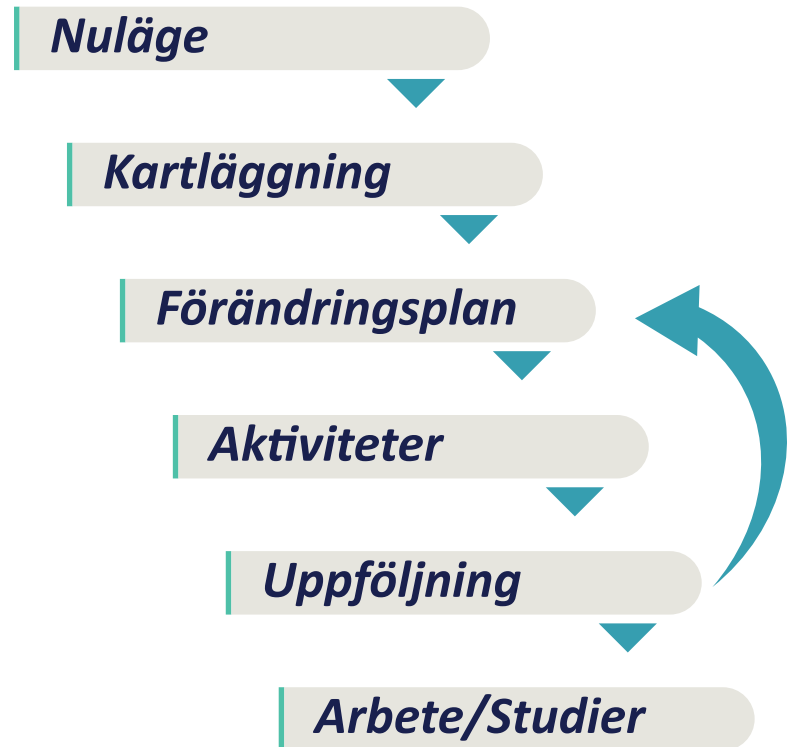 Nuläge
Kartläggning
Förändringsplan
Aktiviteter
Uppföljning
Arbete/Studier